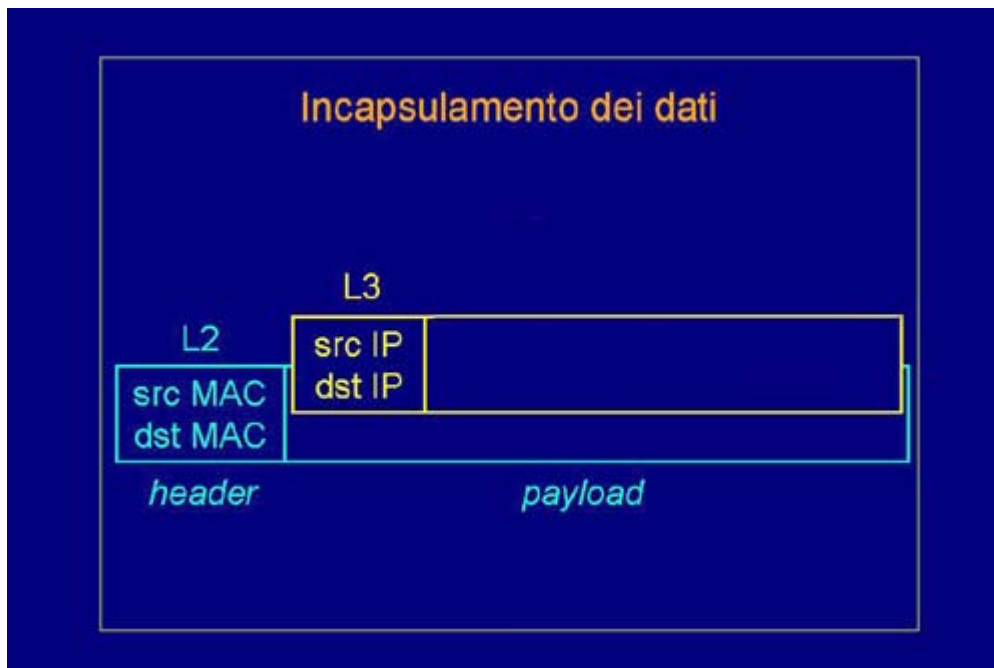 Incapsulamento dei dati
L3
L2
src IP
dst IP
src MAC
dst MAC
header
payload